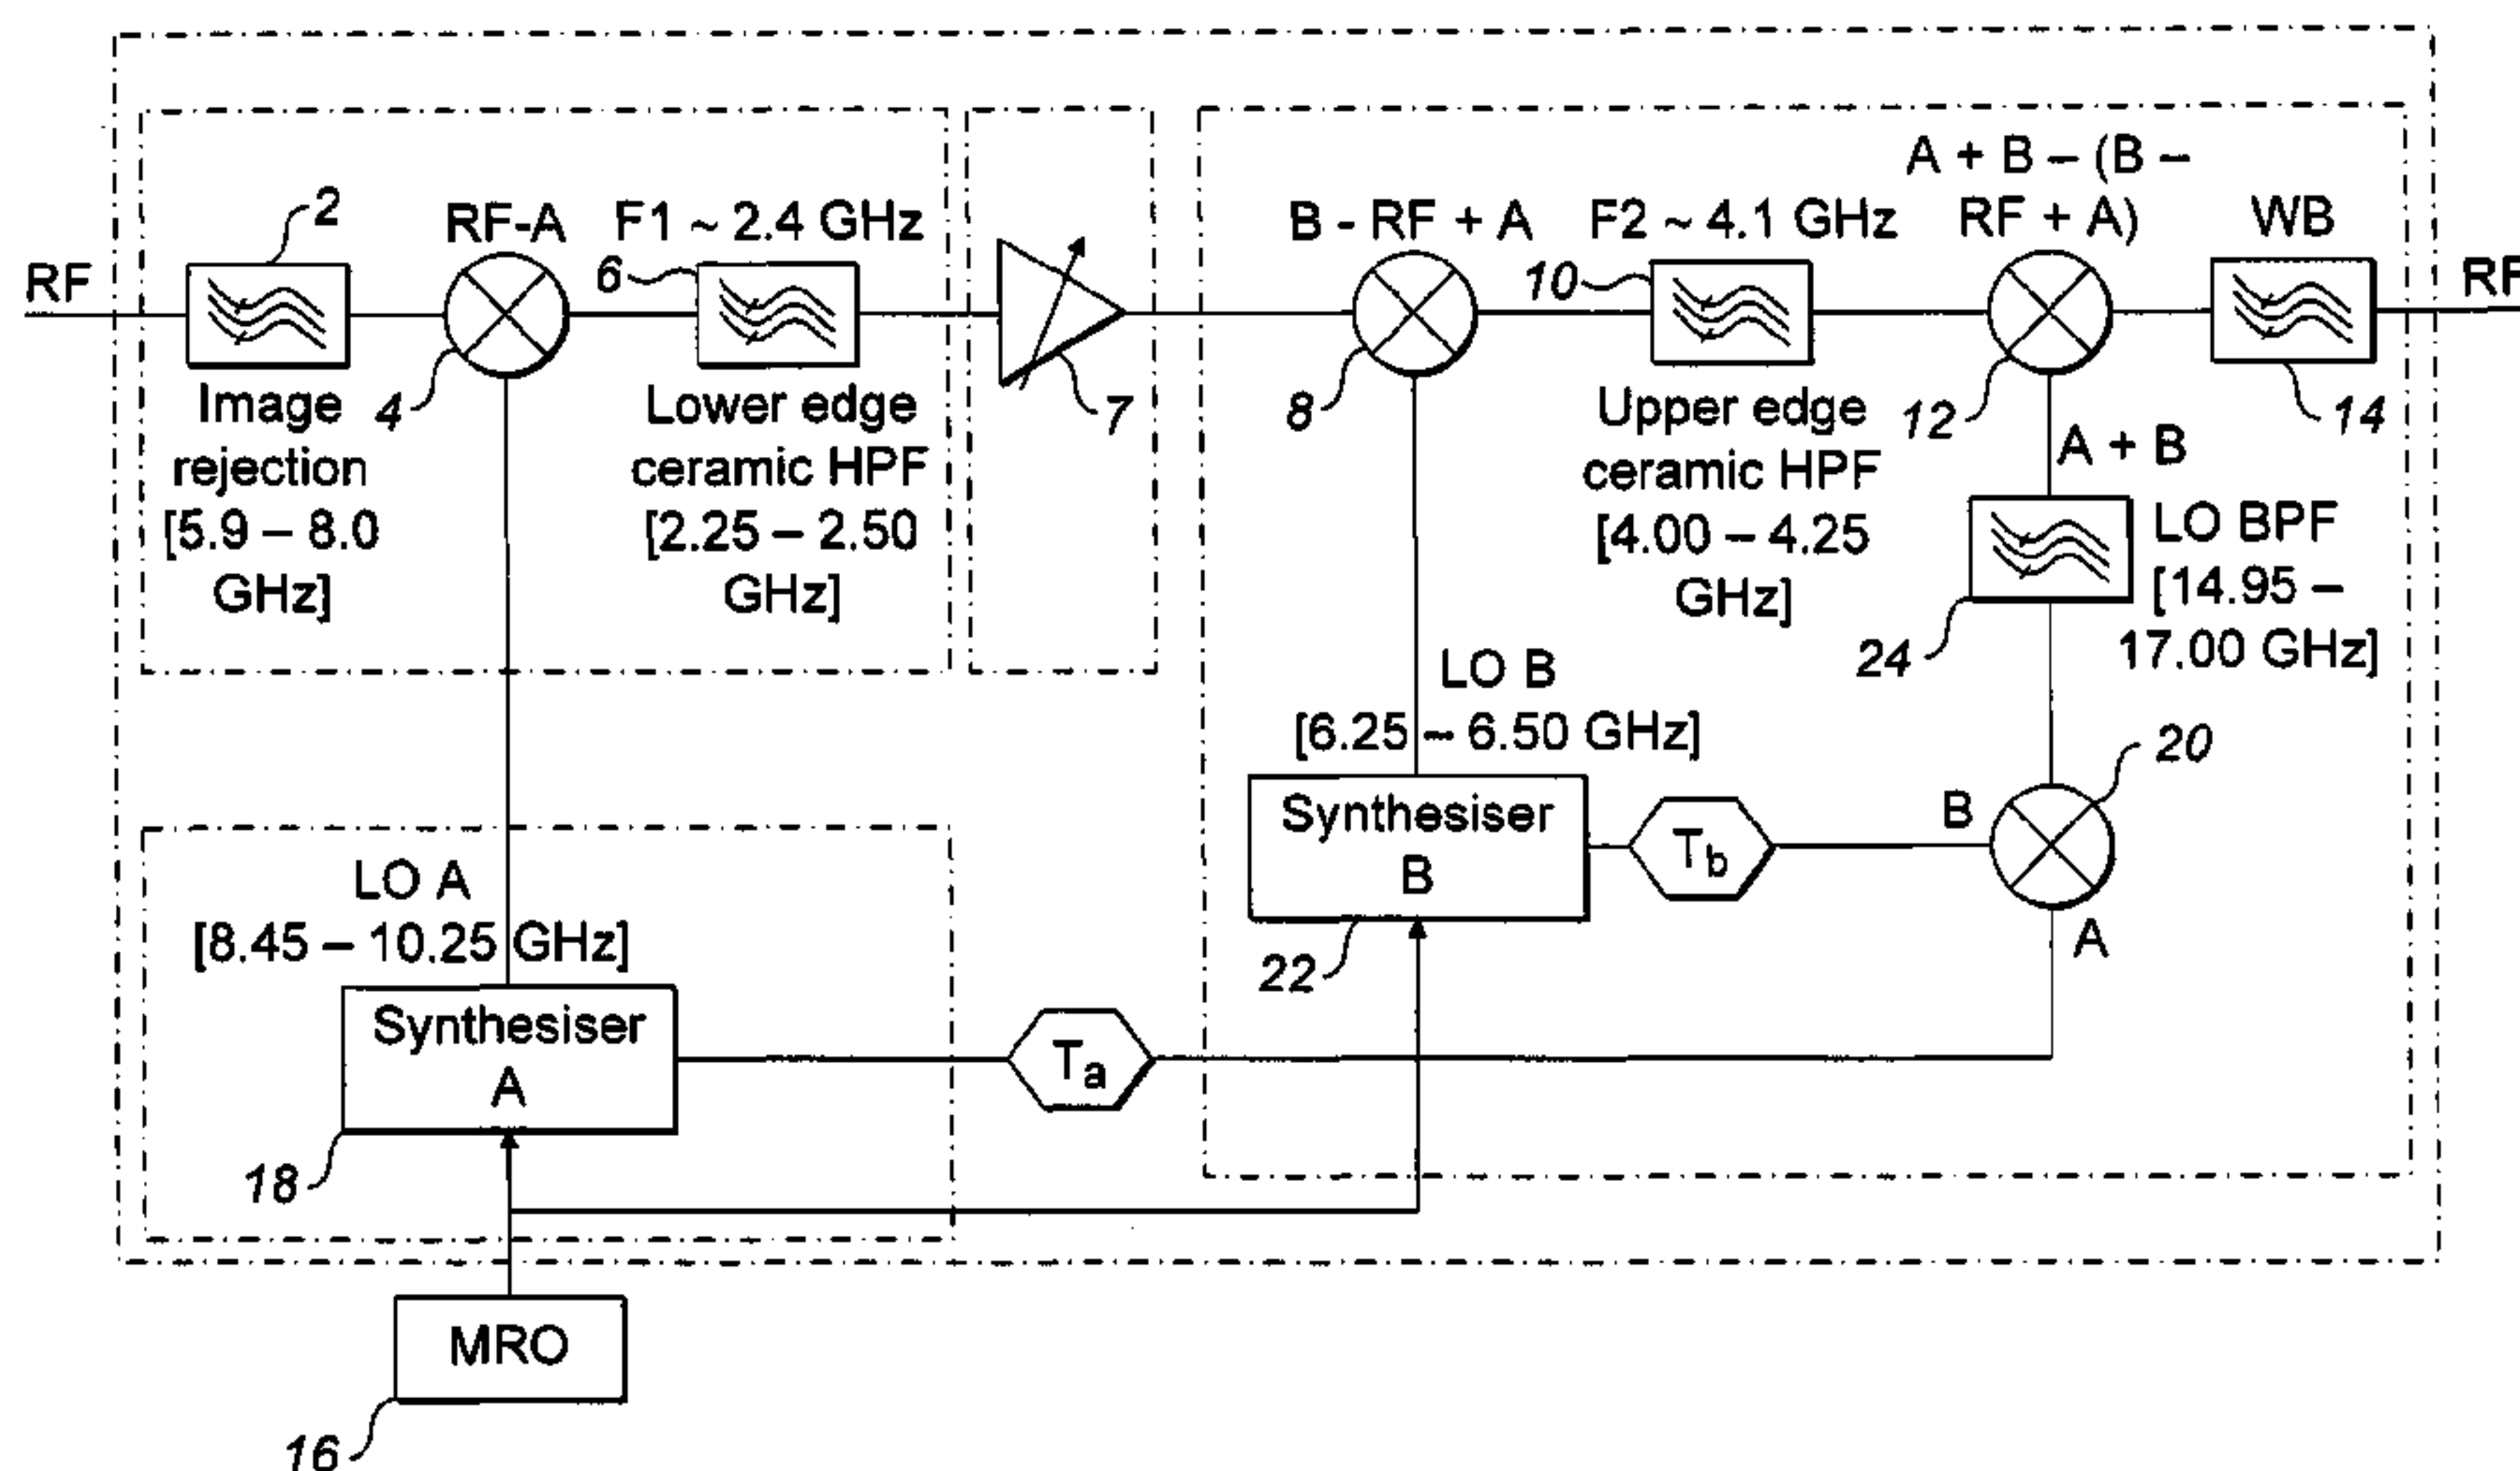 RF
2
Image
rejection
[5.9 – 8.0
GHz]
RF-A
4
F1 ~ 2.4 GHz
6
Lower edge
ceramic HPF
[2.25 – 2.50
GHz]
7
B - RF + A
8
F2 ~ 4.1 GHz
10
Upper edge
ceramic HPF
[4.00 – 4.25
GHz]
A + B – (B –
RF + A)
12
WB
14
RF
A + B
LO BPF
[14.95 –
17.00 GHz]
24
LO B
[6.25 – 6.50 GHz]
Synthesiser
B
22
Tb
B
20
A
LO A
[8.45 – 10.25 GHz]
Synthesiser
A
18
Ta
MRO
16